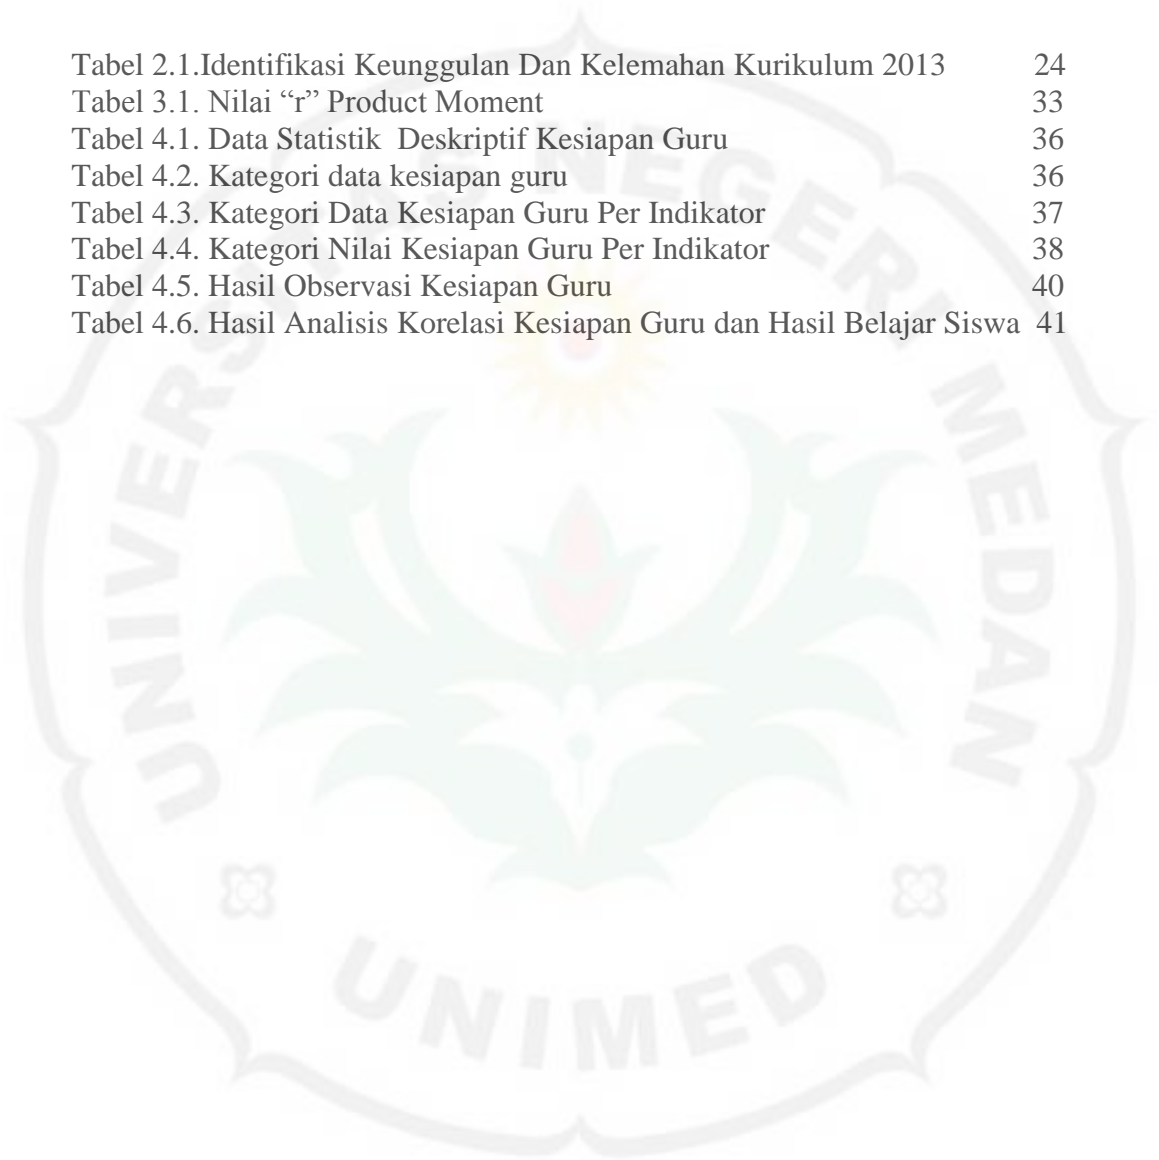 Tabel 2.1.Identifikasi Keunggulan Dan Kelemahan Kurikulum 2013 24
Tabel 3.1. Nilai “r” Product Moment 33
Tabel 4.1. Data Statistik  Deskriptif Kesiapan Guru 36
Tabel 4.2. Kategori data kesiapan guru 36
Tabel 4.3. Kategori Data Kesiapan Guru Per Indikator 37
Tabel 4.4. Kategori Nilai Kesiapan Guru Per Indikator 38
Tabel 4.5. Hasil Observasi Kesiapan Guru 40
Tabel 4.6. Hasil Analisis Korelasi Kesiapan Guru dan Hasil Belajar Siswa 41
UNIVERSITAS NEGERI MEDAN
UNIMED